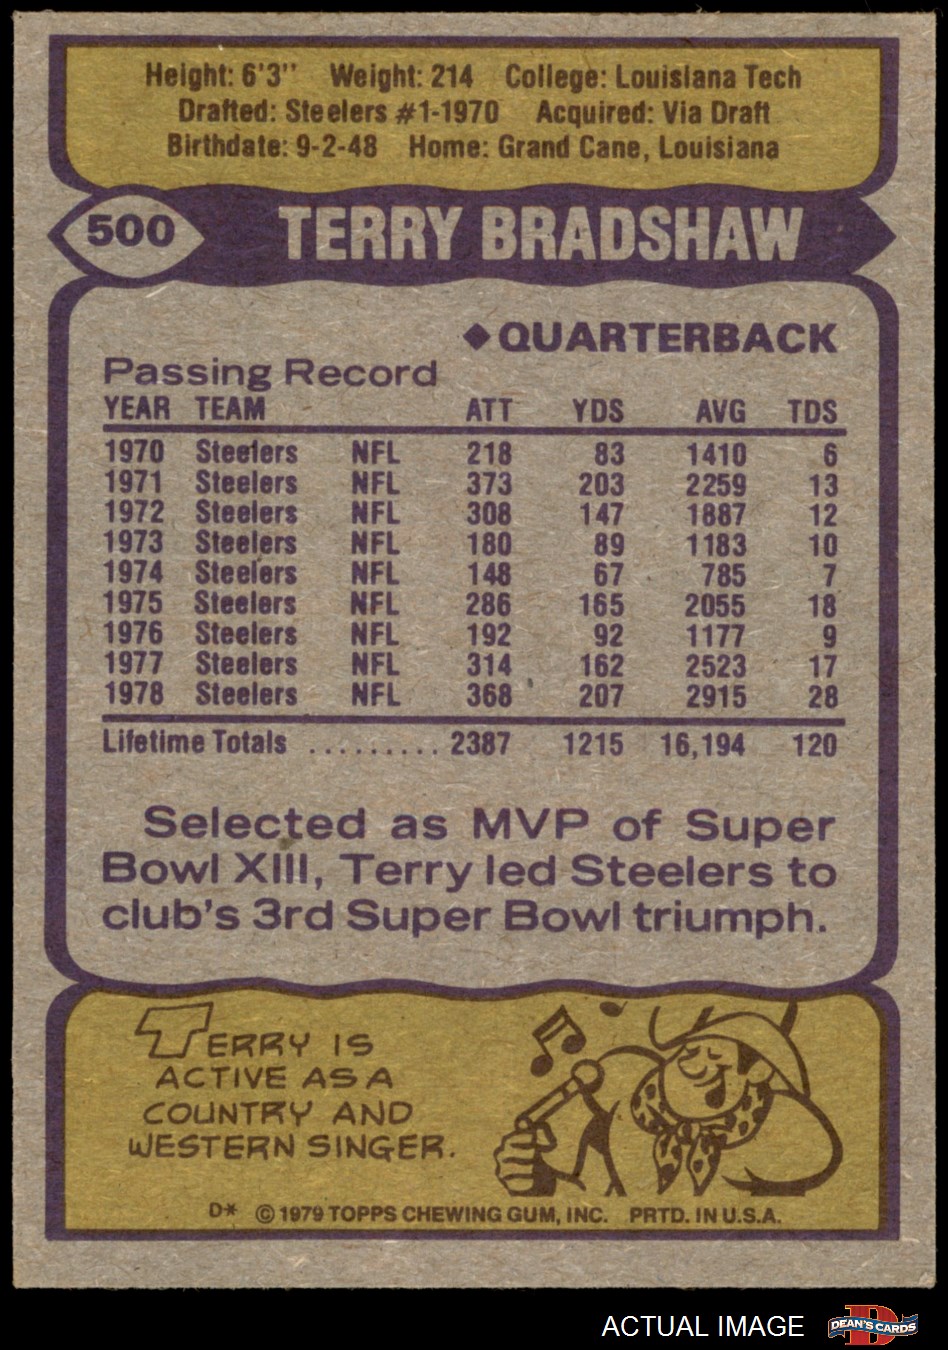 Height: 6'3" Weight: 214 College: Louisiana Tech
Drafted: Steelers #1-1970 Acquired: Via Draft
Birthdate: 9-2-48 Home: Grand Cane, Louisiana
500 TERRY BRADSHAW
◆QUARTERBACK
Passing Record
YEAR TEAM ATT YDS AVG TDS
1970 Steelers NFL 218 83 1410 6
1971 Steelers NFL 373 203 2259 13
1972 Steelers NFL 308 147 1887 12
1973 Steelers NFL 180 89 1183 10
1974 Steelers NFL 148 67 785 7
1975 Steelers NFL 286 165 2055 18
1976 Steelers NFL 192 92 1177 9
1977 Steelers NFL 314 162 2523 17
1978 Steelers NFL 368 207 2915 28
Lifetime Totals ......... 2387 1215 16,194 120
Selected as MVP of Super
Bowl XIII, Terry led Steelers to
club's 3rd Super Bowl triumph.
TERRY IS
ACTIVE AS A
COUNTRY AND
WESTERN SINGER.
D* © 1979 TOPPS CHEWING GUM, INC. PRTD. IN U.S.A.
ACTUAL IMAGE DEAN'S CARDS